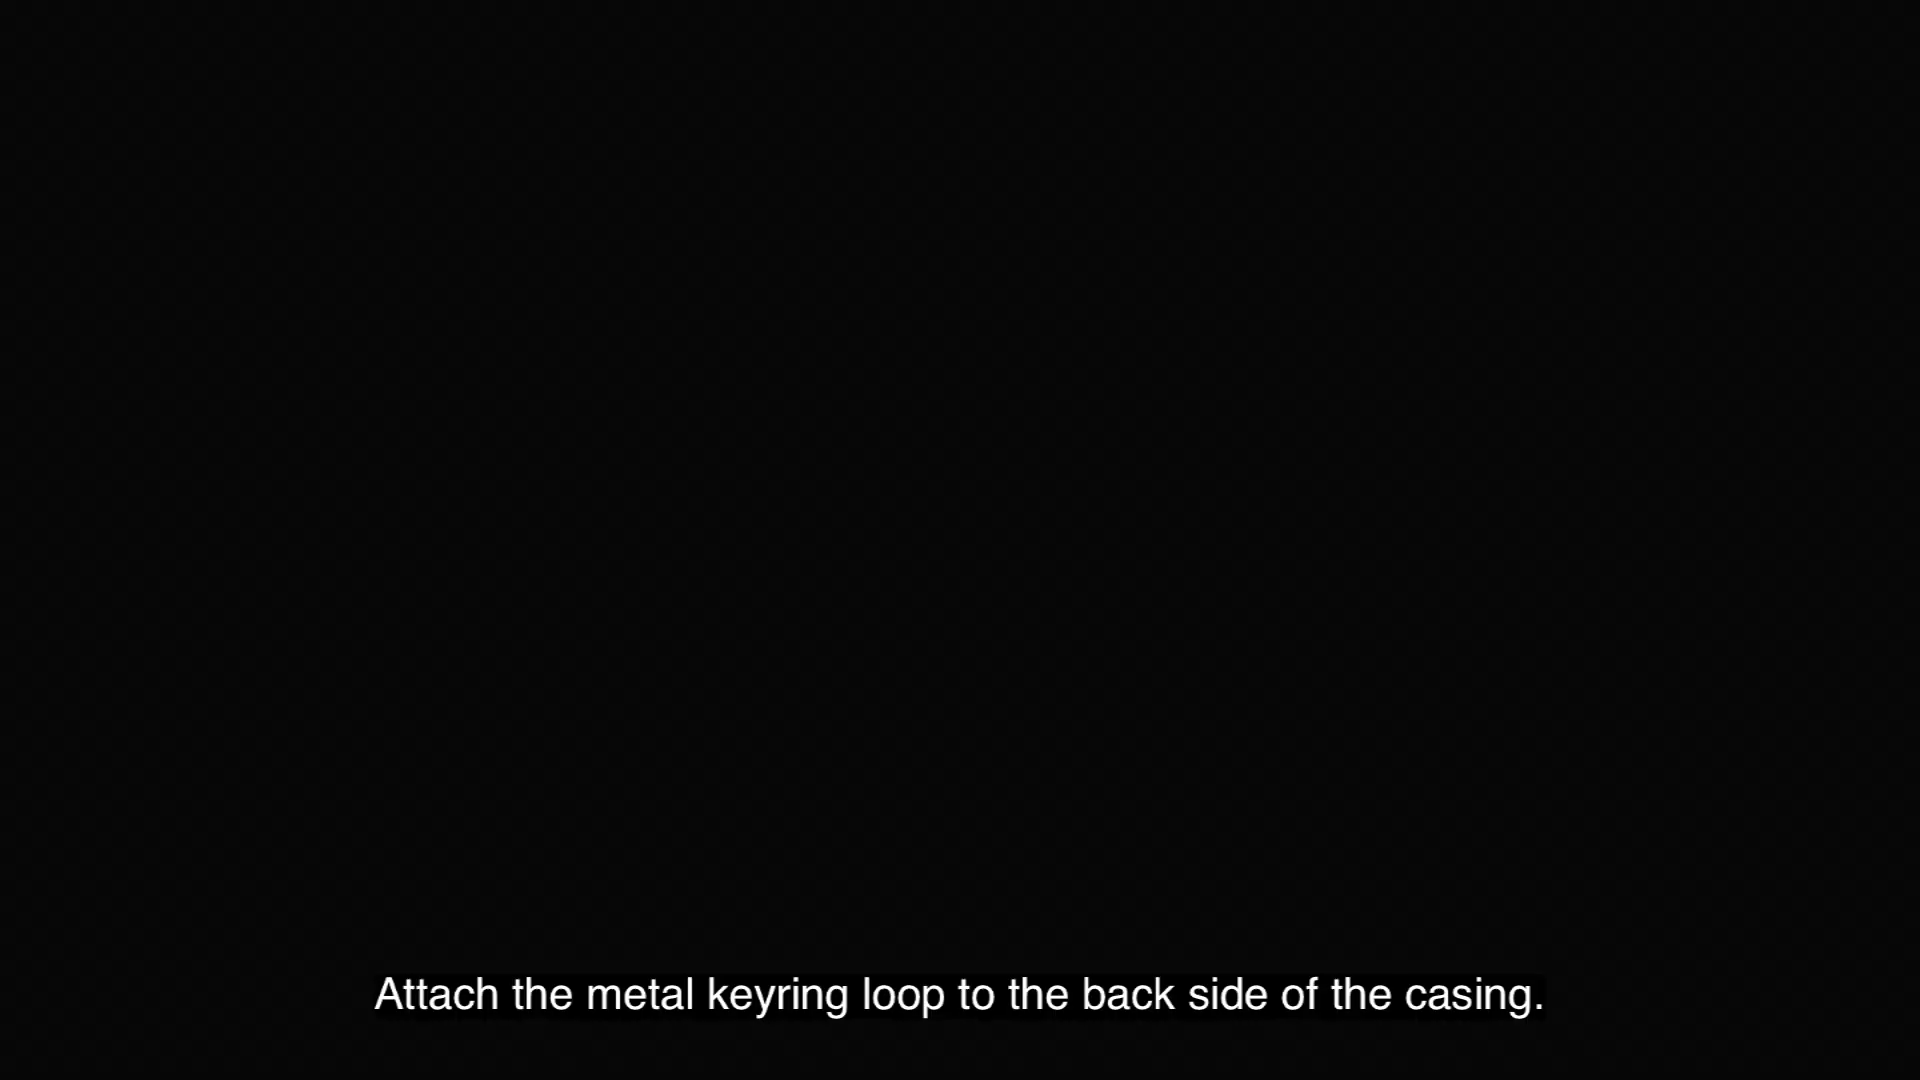 Attach the metal keyring loop to the back side of the casing.